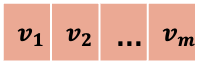 v₁ v₂ ... vₘ